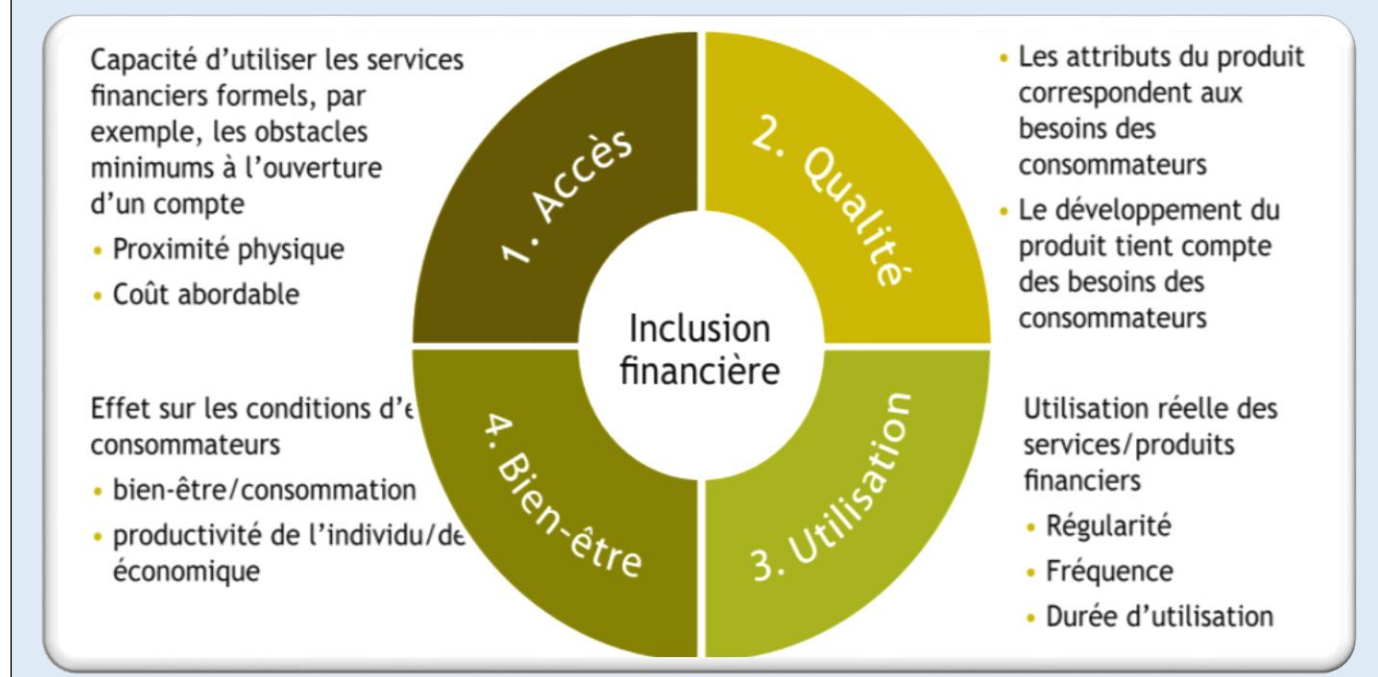 Capacité d'utiliser les services
financiers formels, par
exemple, les obstacles
minimums à l'ouverture
d'un compte
• Proximité physique
• Coût abordable
1. Accès
2. Qualité
• Les attributs du produit
correspondent aux
besoins des
consommateurs
• Le développement du
produit tient compte
des besoins des
consommateurs
Inclusion
financière
Effet sur les conditions
consommateurs
• bien-être/consommation
• productivité de l'individu/
économique
4. Bien-être
3. Utilisation
Utilisation réelle des
services/produits
financiers
• Régularité
• Fréquence
• Durée d'utilisation